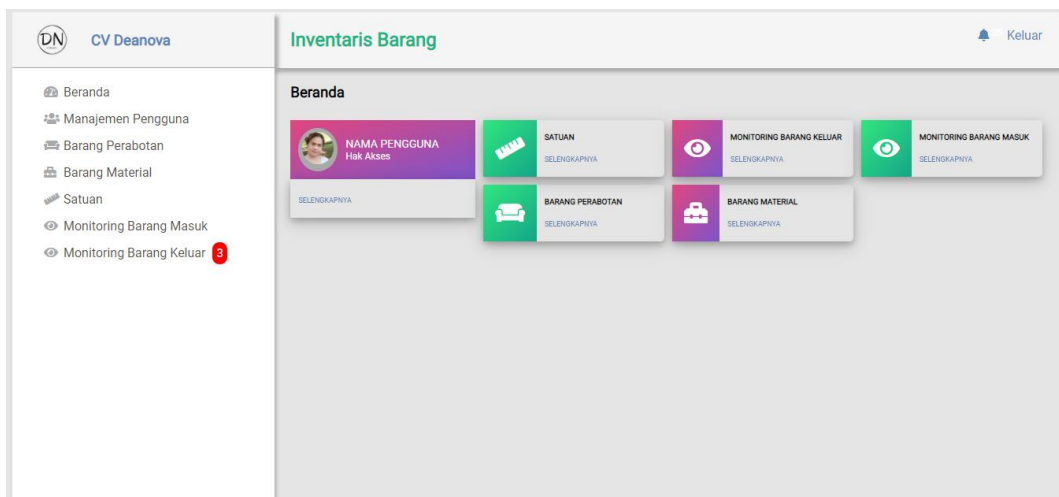 DN
CV Deanova
Inventaris Barang
Keluar
Beranda
Manajemen Pengguna
Barang Perabotan
Barang Material
Satuan
Monitoring Barang Masuk
Monitoring Barang Keluar 3
Beranda
NAMA PENGGUNA
Hak Akses
SELENGKAPNYA
SATUAN
SELENGKAPNYA
MONITORING BARANG KELUAR
SELENGKAPNYA
MONITORING BARANG MASUK
SELENGKAPNYA
BARANG PERABOTAN
SELENGKAPNYA
BARANG MATERIAL
SELENGKAPNYA